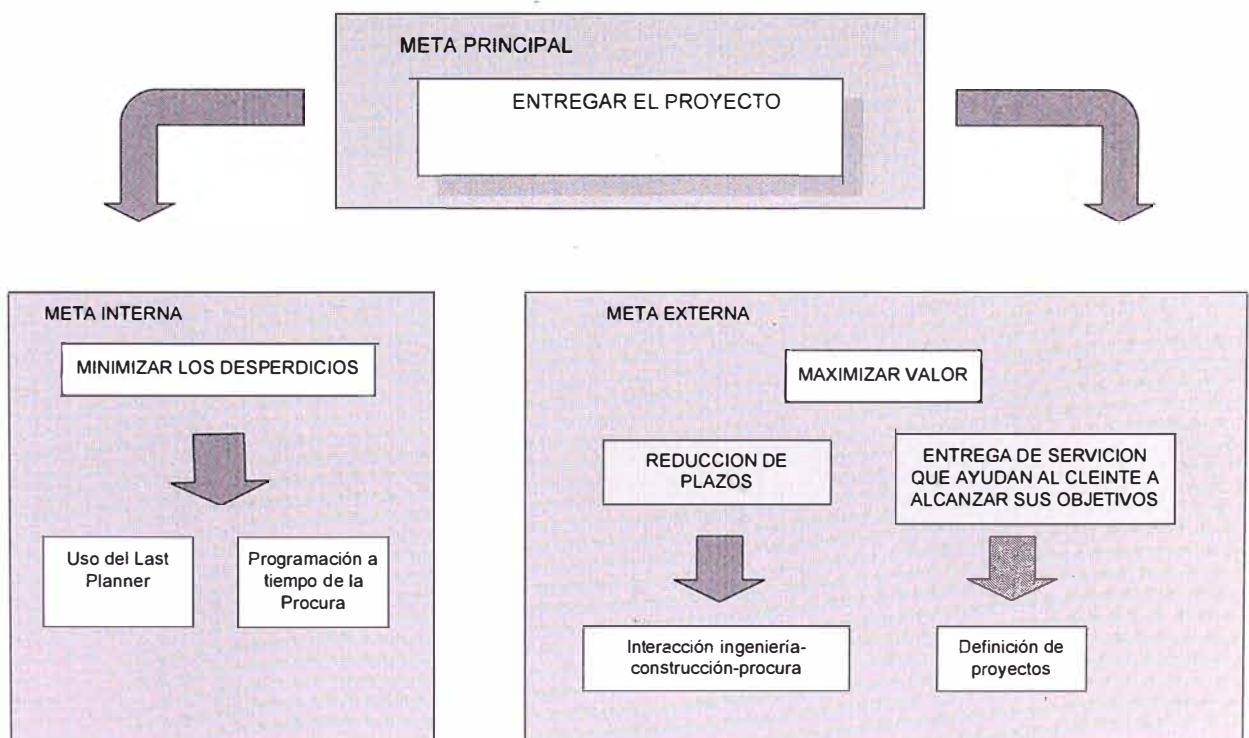 META PRINCIPAL
ENTREGAR EL PROYECTO
META INTERNA
MINIMIZAR LOS DESPERDICIOS
Uso del Last
Planner
Programación a
tiempo de la
Procura
META EXTERNA
MAXIMIZAR VALOR
REDUCCION DE
PLAZOS
ENTREGA DE SERVICION
QUE AYUDAN AL CLEINTE A
ALCANZAR SUS OBJETIVOS
Interacción ingeniería-
construcción-procura
Definición de
proyectos